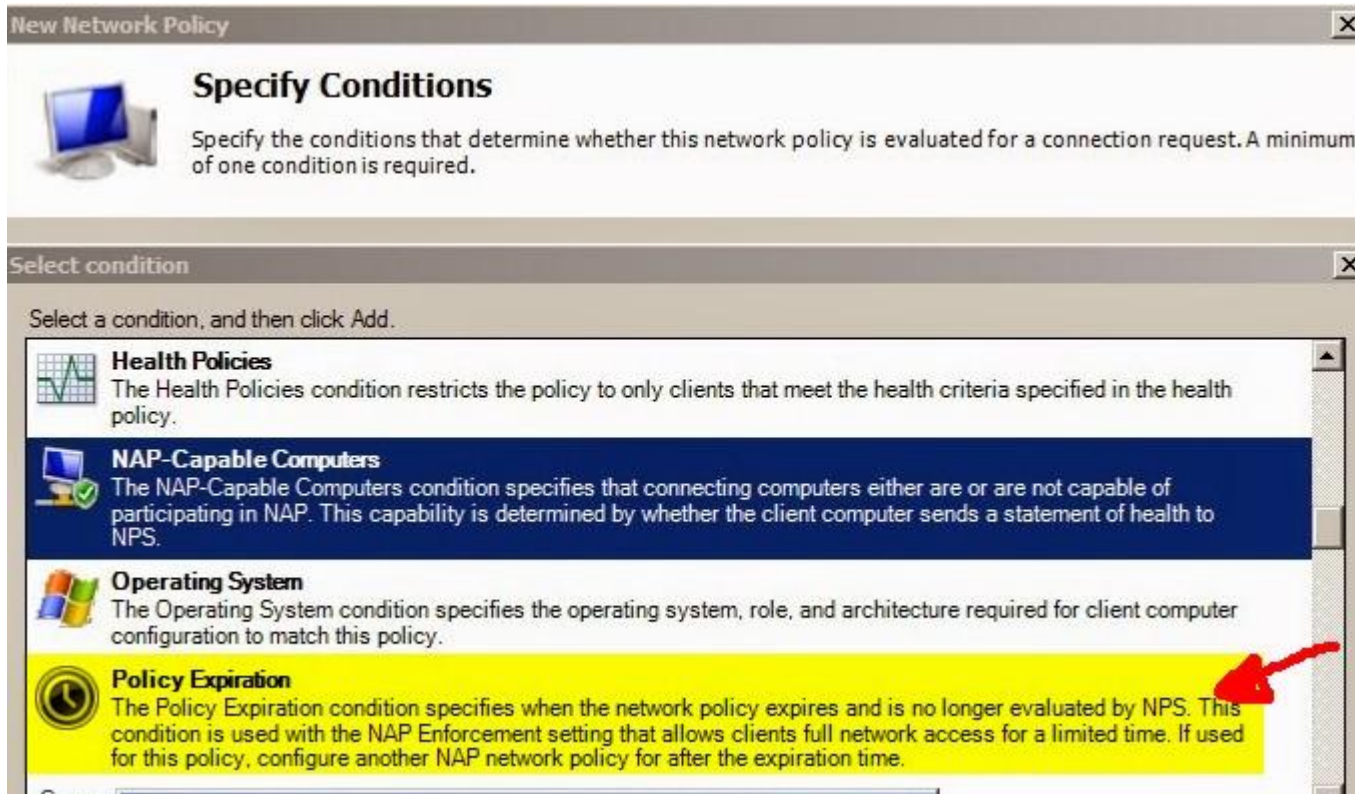 New Network Policy
Specify Conditions
Specify the conditions that determine whether this network policy is evaluated for a connection request. A minimum
of one condition is required.
Select condition
Select a condition, and then click Add.
Health Policies
The Health Policies condition restricts the policy to only clients that meet the health criteria specified in the health
policy.
NAP-Capable Computers
The NAP-Capable Computers condition specifies that connecting computers either are or are not capable of
participating in NAP. This capability is determined by whether the client computer sends a statement of health to
NPS.
Operating System
The Operating System condition specifies the operating system, role, and architecture required for client computer
configuration to match this policy.
Policy Expiration
The Policy Expiration condition specifies when the network policy expires and is no longer evaluated by NPS. This
condition is used with the NAP Enforcement setting that allows clients full network access for a limited time. If used
for this policy, configure another NAP network policy for after the expiration time.